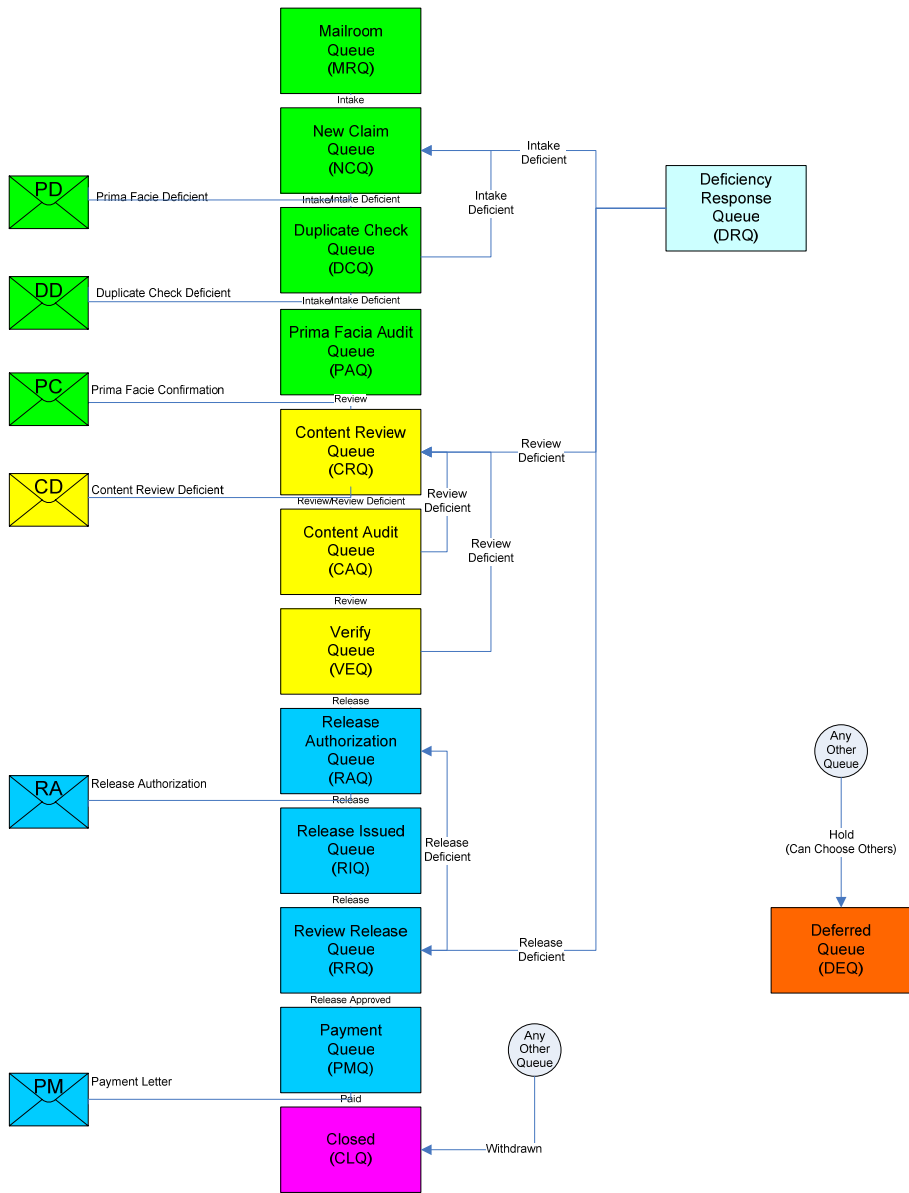 Mailroom
Queue
(MRQ)
Intake
New Claim
Queue
(NCQ)
Intake
Deficient
Deficiency
Response
Queue
(DRQ)
PD
Prima Facie Deficient
Intake/Intake Deficient
Intake
Deficient
Duplicate Check
Queue
(DCQ)
DD
Duplicate Check Deficient
Intake/Intake Deficient
Prima Facia Audit
Queue
(PAQ)
PC
Prima Facie Confirmation
Review
Content Review
Queue
(CRQ)
Review
Deficient
CD
Content Review Deficient
Review/Review Deficient
Review
Deficient
Content Audit
Queue
(CAQ)
Review
Deficient
Review
Verify
Queue
(VEQ)
Release
Release
Authorization
Queue
(RAQ)
Any
Other
Queue
RA
Release Authorization
Release
Release Issued
Queue
(RIQ)
Release
Deficient
Hold
(Can Choose Others)
Release
Review Release
Queue
(RRQ)
Release
Deficient
Deferred
Queue
(DEQ)
Release Approved
Payment
Queue
(PMQ)
Any
Other
Queue
PM
Payment Letter
Paid
Closed
(CLQ)
Withdrawn